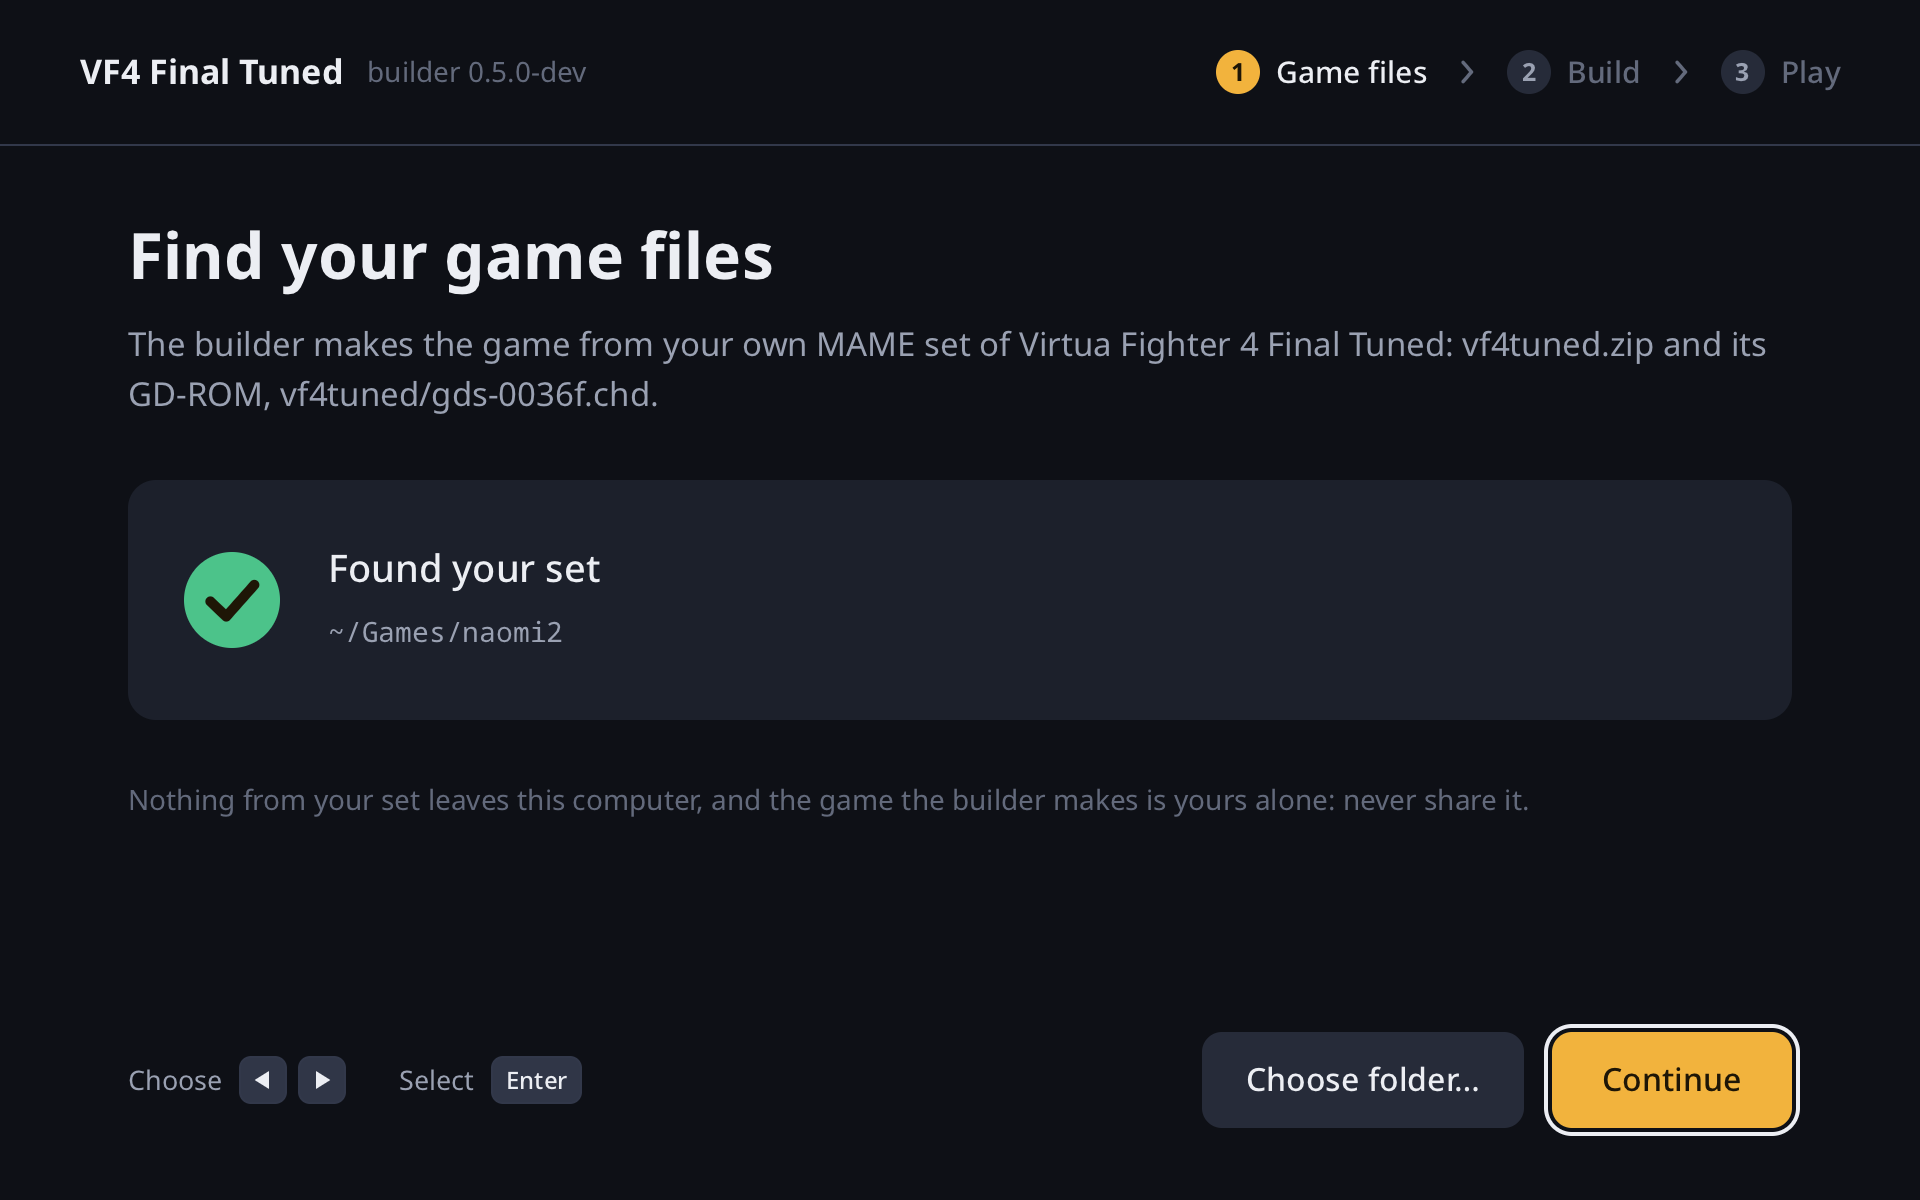 VF4 Final Tuned builder 0.5.0-dev
1 Game files 2 Build 3 Play
Find your game files
The builder makes the game from your own MAME set of Virtua Fighter 4 Final Tuned: vf4tuned.zip and its
GD-ROM, vf4tuned/gds-0036f.chd.
Found your set
~/Games/naomi2
Nothing from your set leaves this computer, and the game the builder makes is yours alone: never share it.
Choose Select Enter
Choose folder...
Continue